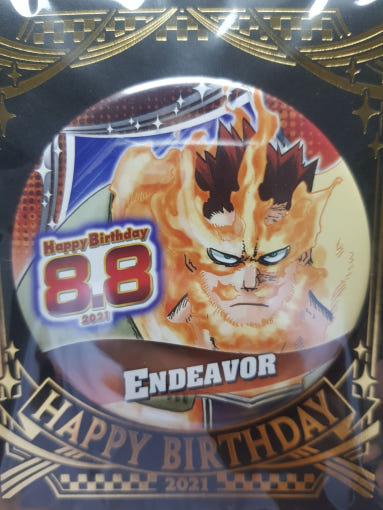 Happy Birthday
8.8
2021
ENDEAVOR
HAPPY BIRTHDAY
2021